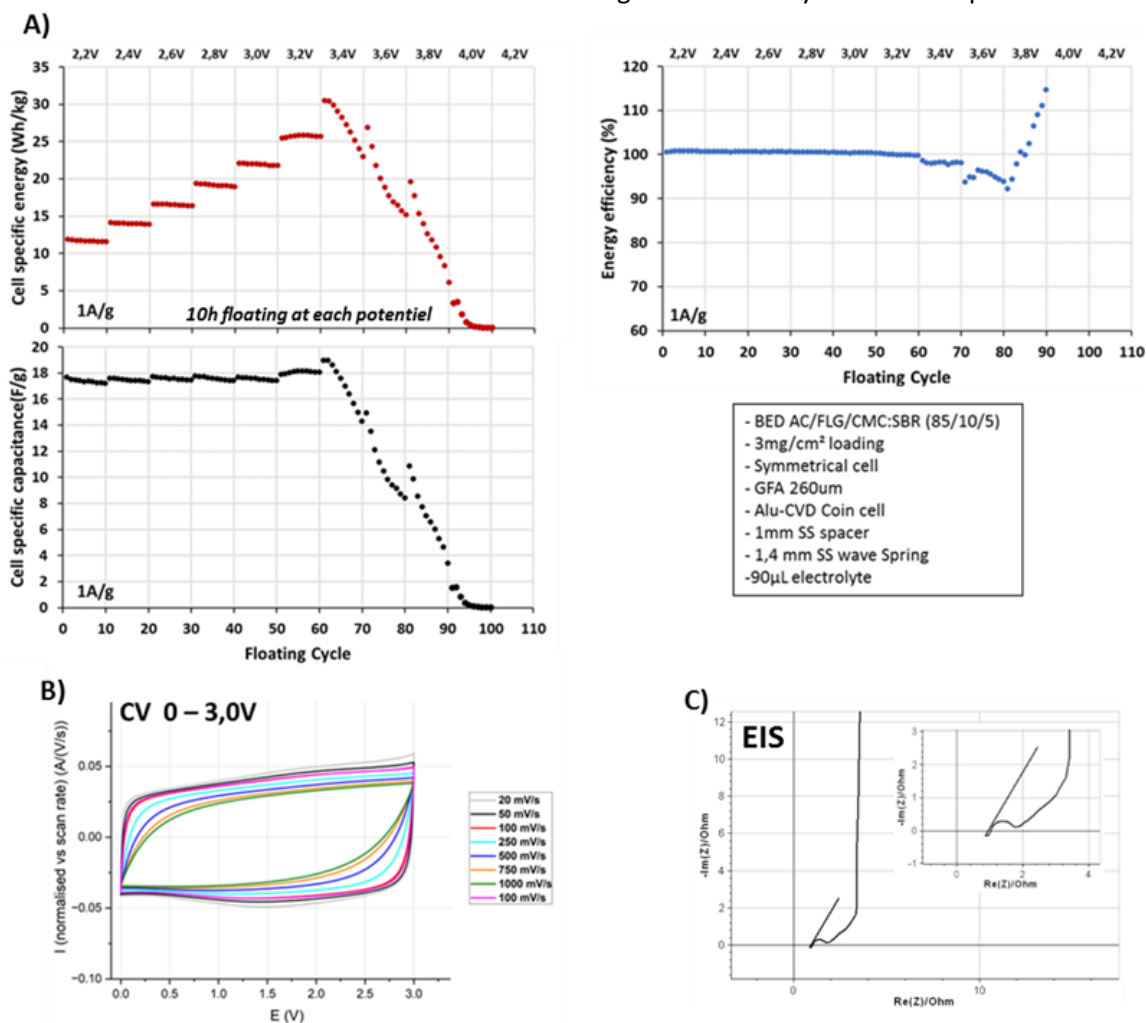 A)
2,2V 2,4V 2,6V 2,8V 3,0V 3,2V 3,4V 3,6V 3,8V 4,0V 4,2V
Cell specific energy (Wh/kg)
35
30
25
20
15
10
5
0
1A/g
10h floating at each potentiel
Cell specific capacitance(F/g)
20
18
16
14
12
10
8
6
4
2
0
1A/g
0 10 20 30 40 50 60 70 80 90 100 110
Floating Cycle
2,2V 2,4V 2,6V 2,8V 3,0V 3,2V 3,4V 3,6V 3,8V 4,0V 4,2V
Energy efficiency (%)
120
110
100
90
80
70
60
1A/g
0 10 20 30 40 50 60 70 80 90 100 110
Floating Cycle
- BED AC/FLG/CMC:SBR (85/10/5)
- 3mg/cm² loading
- Symmetrical cell
- GFA 260um
- Alu-CVD Coin cell
- 1mm SS spacer
- 1,4 mm SS wave Spring
-90µL electrolyte
B)
CV 0 – 3,0V
I (normalised vs scan rate) (A/(V/s))
0.05
0.00
−0.05
−0.10
0.0 0.5 1.0 1.5 2.0 2.5 3.0
E (V)
20 mV/s
50 mV/s
100 mV/s
250 mV/s
500 mV/s
750 mV/s
1000 mV/s
100 mV/s
C)
EIS
-Im(Z)/Ohm
12
10
8
6
4
2
0
0 10
Re(Z)/Ohm
-Im(Z)/Ohm
3
2
1
0
-1
0 2 4
Re(Z)/Ohm